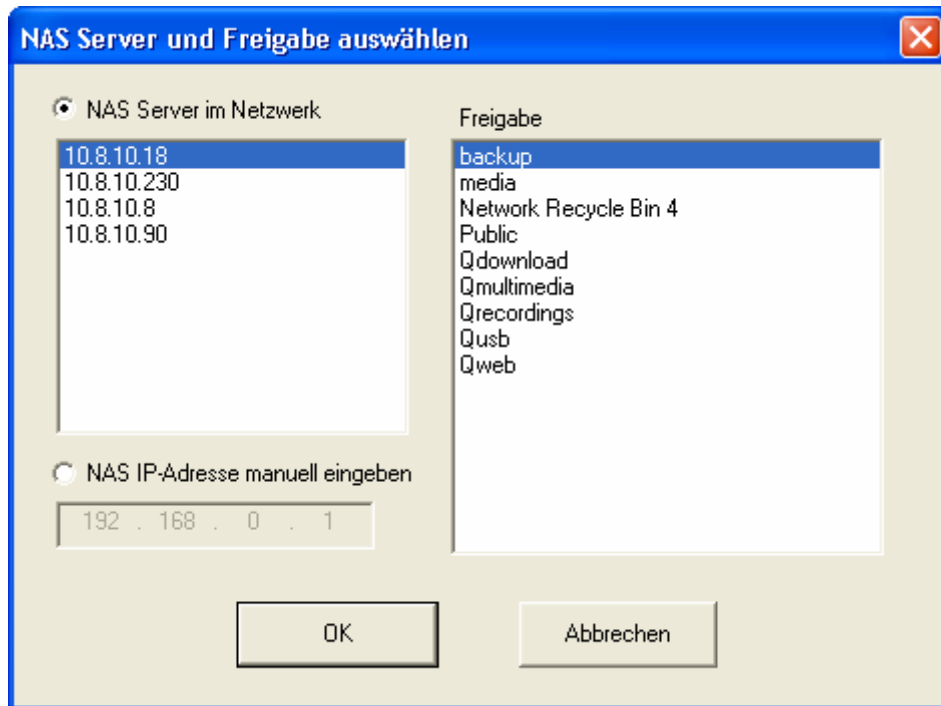 NAS Server und Freigabe auswählen
NAS Server im Netzwerk
10.8.10.18
10.8.10.230
10.8.10.8
10.8.10.90
NAS IP-Adresse manuell eingeben
192 . 168 . 0 . 1
Freigabe
backup
media
Network Recycle Bin 4
Public
Qdownload
Qmultimedia
Qrecordings
Qusb
Qweb
OK
Abbrechen